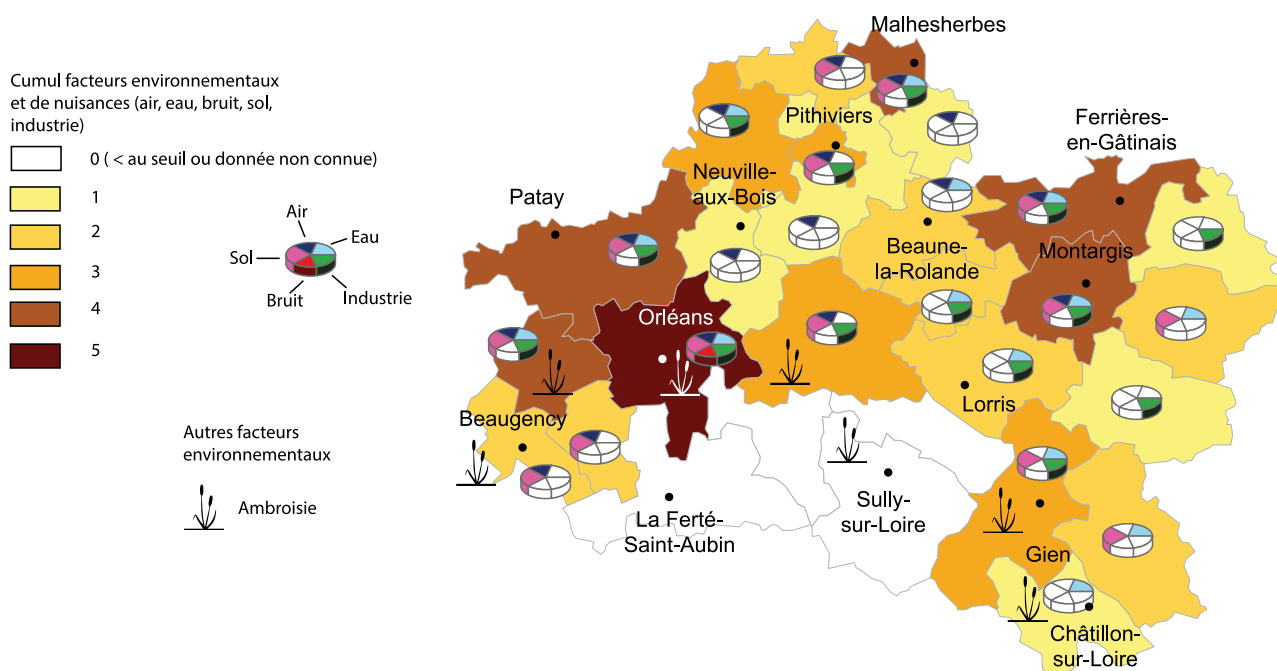 Cumul facteurs environnementaux
et de nuisances (air, eau, bruit, sol,
industrie)
0 ( < au seuil ou donnée non connue)
1
2
3
4
5
Air
Eau
Sol
Bruit
Industrie
Autres facteurs
environnementaux
Ambroisie
Malhesherbes
Pithiviers
Ferrières-
en-Gâtinais
Neuville-
aux-Bois
Patay
Beaune-
la-Rolande
Montargis
Orléans
Lorris
Beaugency
La Ferté-
Saint-Aubin
Sully-
sur-Loire
Gien
Châtillon-
sur-Loire